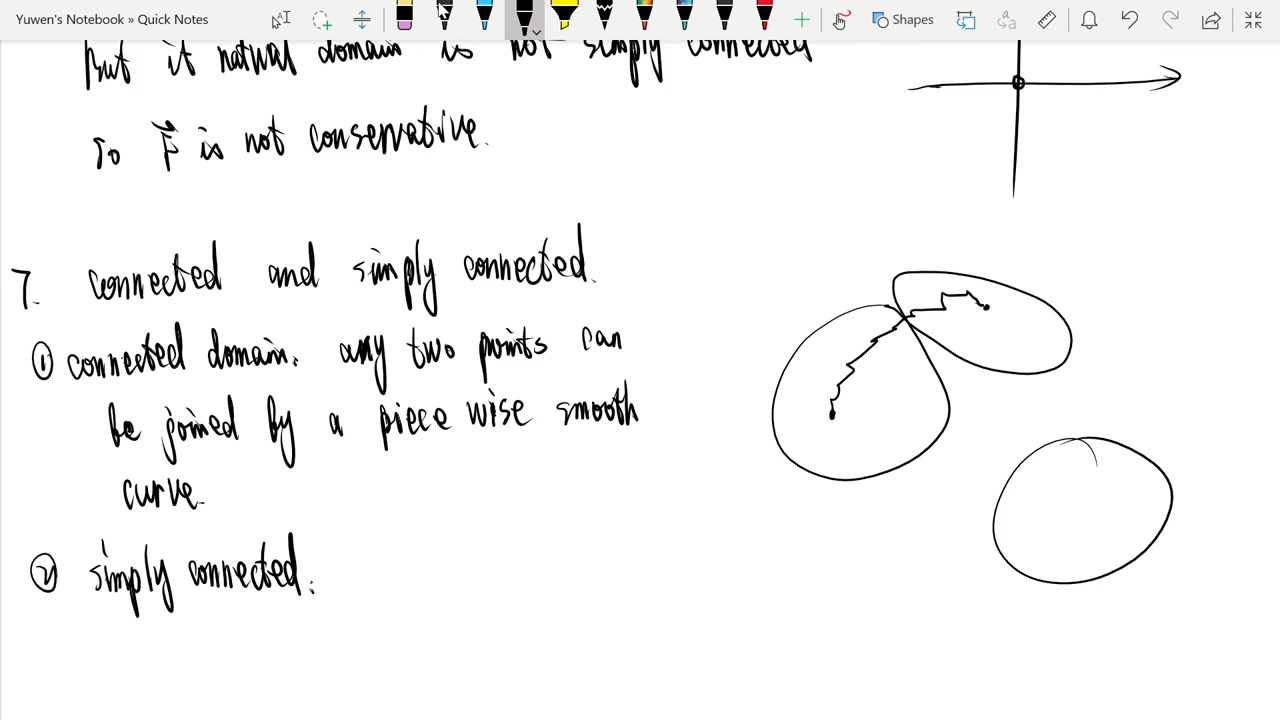 Yuwen's Notebook » Quick Notes
Shapes
But it natural domain is not simply connected
So F is not conservative.
7. connected and simply connected.
① connected domain: any two points can
be joined by a piece wise smooth
curve.
② simply connected: